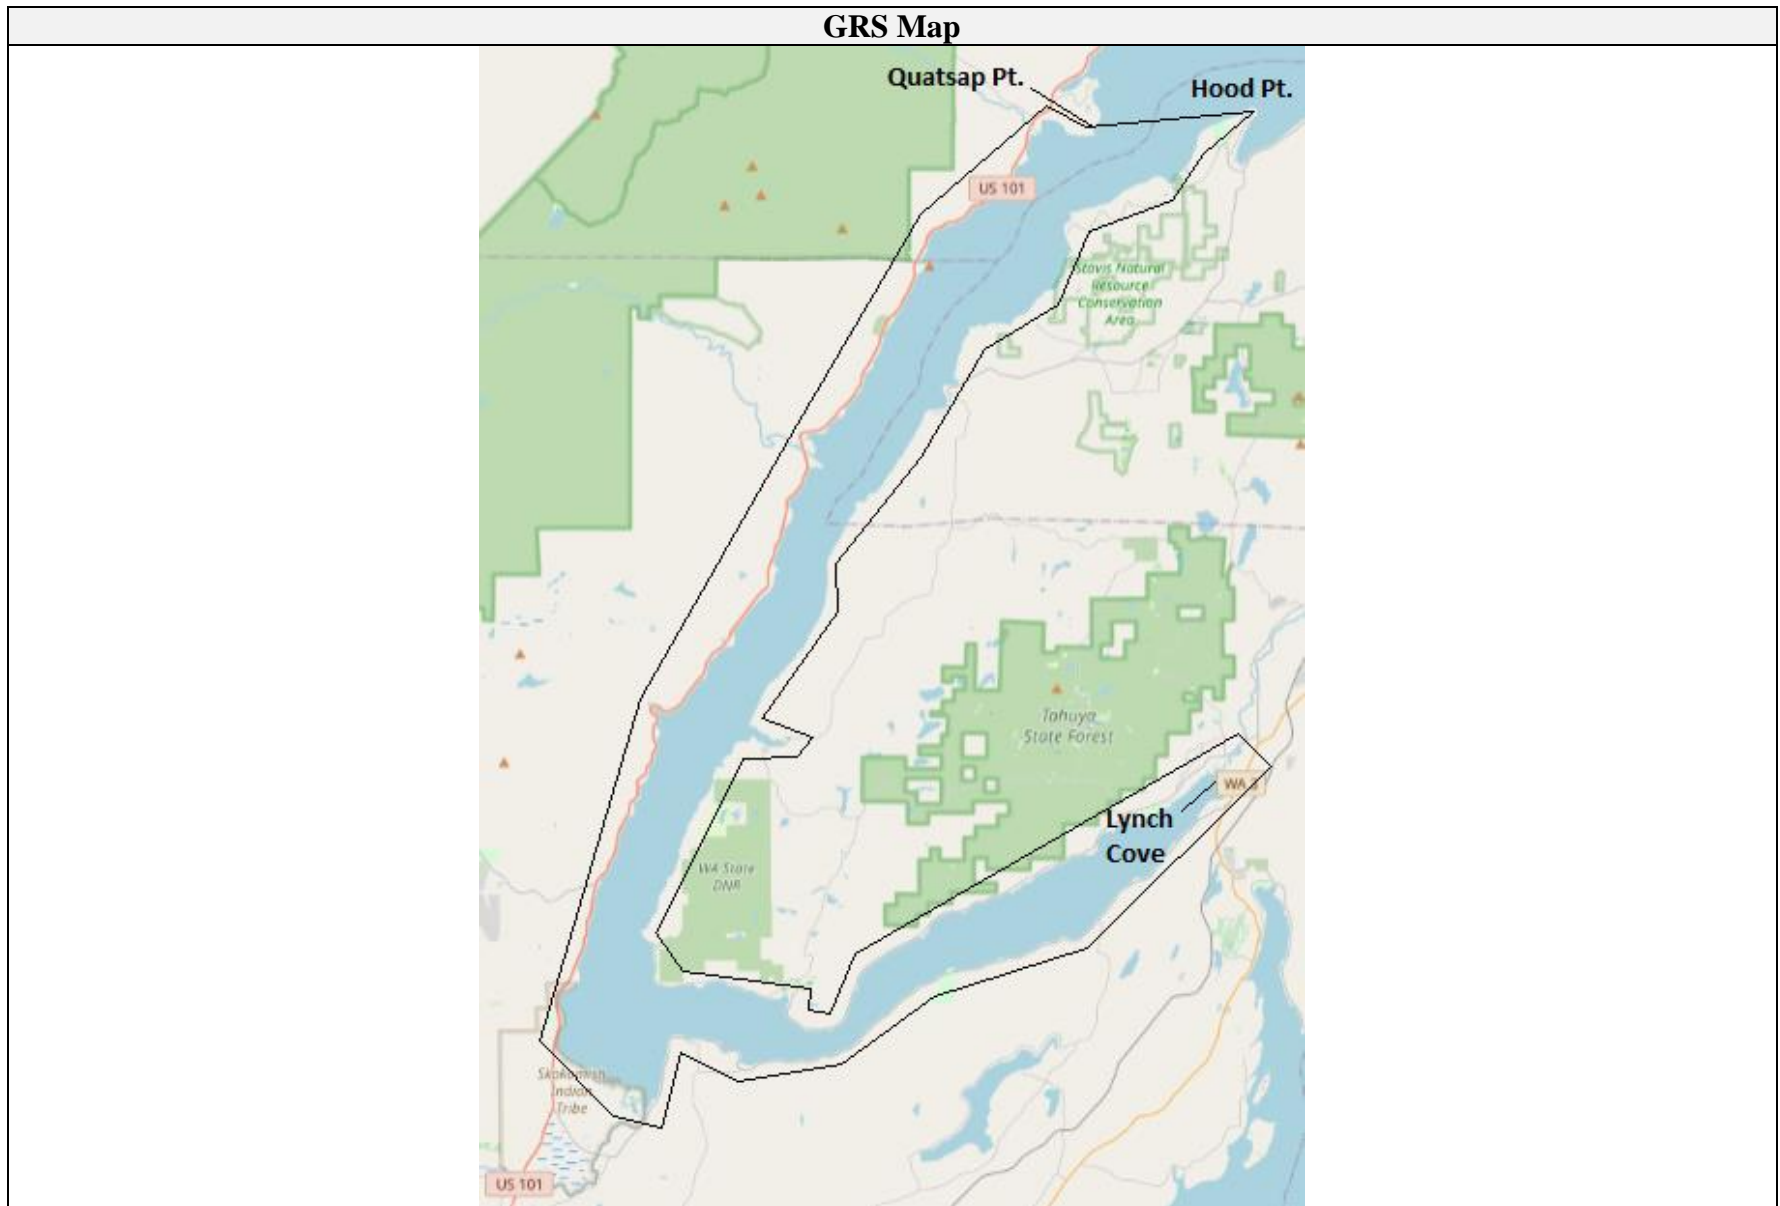 GRS Map
Quatsap Pt.
Hood Pt.
US 101
Stavis Natural
Resource
Conservation
Area
Tahuya
State Forest
WA 3
Lynch
Cove
WA State
DNR
Skokomish
Indian
Tribe
US 101